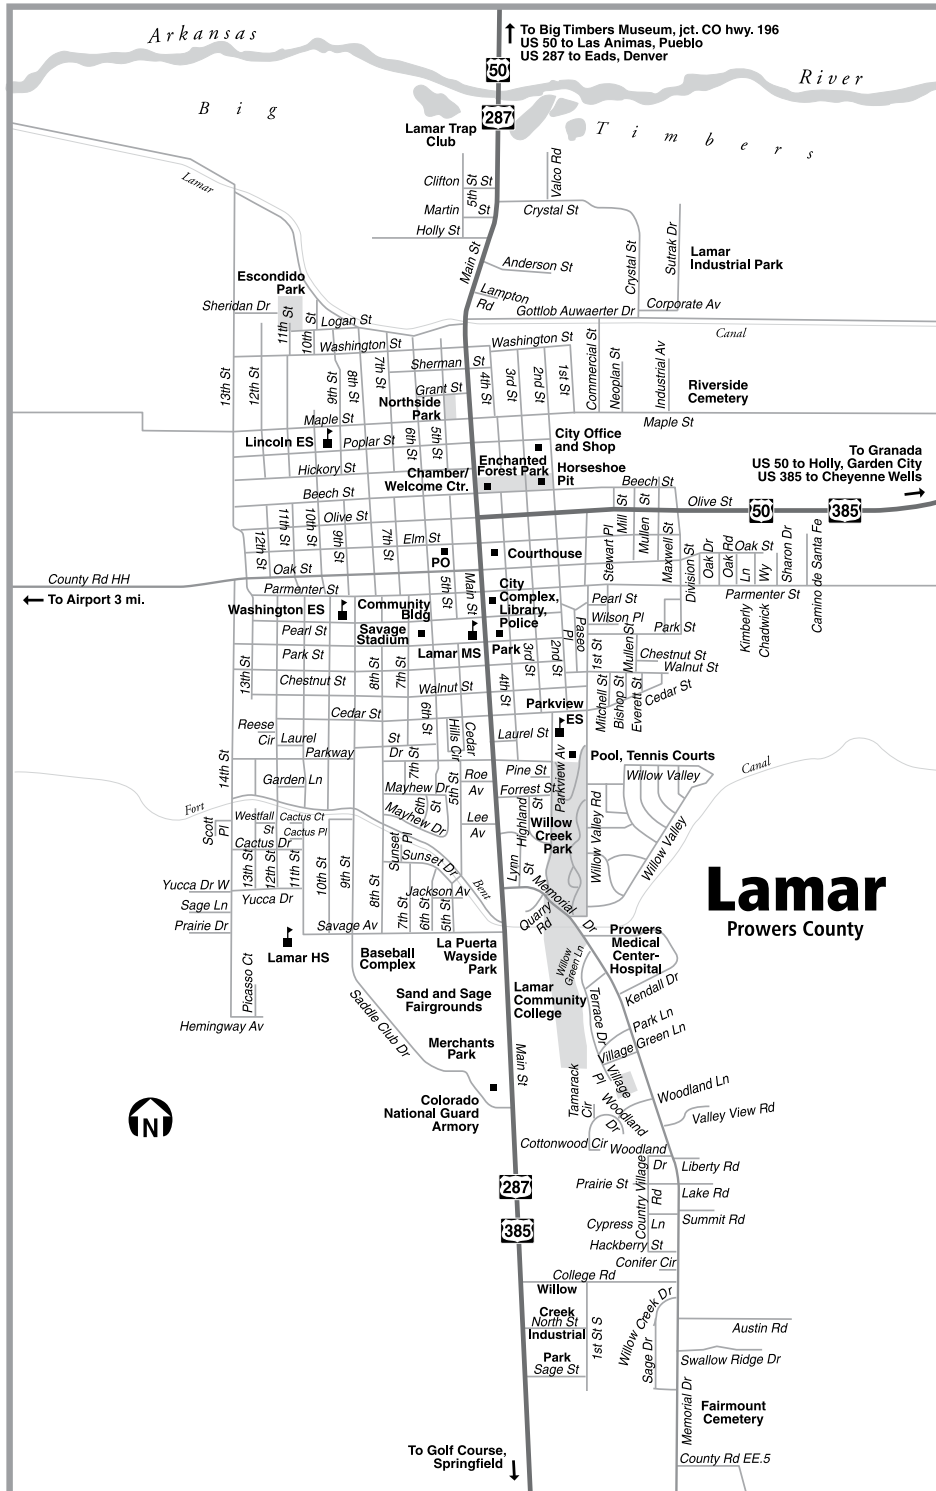 Arkansas
River
To Big Timbers Museum, jct. CO hwy. 196
US 50 to Las Animas, Pueblo
US 287 to Eads, Denver
50
287
Big
Timbers
Lamar Trap
Club
Clifton St
5th St
Valco Rd
Martin St
Crystal St
Holly St
Lamar
Main St
Anderson St
Crystal St
Sutrak Dr
Lamar
Industrial Park
Escondido
Park
Sheridan Dr
11th St
10th St
Logan St
Lampton
Rd
Gottlob Auwaerter Dr
Corporate Av
Canal
Washington St
Washington St
Sherman St
Grant St
13th St
12th St
9th St
8th St
7th St
4th St
3rd St
2nd St
1st St
Commercial St
Neoplan St
Industrial Av
Riverside
Cemetery
Northside
Park
Maple St
Maple St
Lincoln ES
Poplar St
6th St
5th St
City Office
and Shop
Hickory St
Chamber/
Welcome Ctr.
Enchanted
Forest Park
Horseshoe
Pit
To Granada
US 50 to Holly, Garden City
US 385 to Cheyenne Wells
Beech St
Beech St
Olive St
50
385
Olive St
12th St
11th St
10th St
9th St
7th St
Elm St
PO
Courthouse
Stewart Pl
Mill St
Mullen St
Maxwell St
Division St
Oak Dr
Oak Rd
Oak St
Kimberly Ln
Chadwick Wy
Sharon Dr
Camino de Santa Fe
Oak St
County Rd HH
To Airport 3 mi.
Parmenter St
Parmenter St
5th St
Main St
City
Complex,
Library,
Police
Washington ES
Community
Bldg
Pearl St
Wilson Pl
Park St
Pearl St
Savage
Stadium
Lamar MS
Park
3rd St
2nd St
Paseo Pl
1st St
Mullen St
Chestnut St
Walnut St
Park St
13th St
Chestnut St
8th St
7th St
Walnut St
4th St
Mitchell St
Bishop St
Everett St
Cedar St
Parkview
ES
Cedar St
6th St
Reese
Cir
Laurel St
Hills Cir
Cedar
Laurel St
Parkway Dr
Pool, Tennis Courts
14th St
7th St
5th St
Roe
Av
Pine St
Parkview Av
Willow Valley
Canal
Garden Ln
Mayhew Dr
Forrest St
Fort
Scott Pl
Westfall
St
Cactus Ct
Cactus Pl
6th St
Mayhew Dr
Lee
Av
Highland St
Willow
Creek
Park
Willow Valley Rd
Willow Valley
Cactus Dr
13th St
12th St
11th St
10th St
9th St
Sunset Pl
Sunset Dr
Lynn St
Lamar
Prowers County
Yucca Dr W
Yucca Dr
8th St
Jackson Av
Bent
Memorial Dr
Sage Ln
7th St
6th St
5th St
Quarry
Rd
Prairie Dr
Savage Av
Lamar HS
Baseball
Complex
La Puerta
Wayside
Park
Willow
Green Ln
Prowers
Medical
Center-
Hospital
Picasso Ct
Hemingway Av
Saddle Club Dr
Sand and Sage
Fairgrounds
Lamar
Community
College
Terrace Dr
Kendall Dr
Park Ln
Village Green Ln
Merchants
Park
Main St
Tamarack
Cir
Village
Pl
Woodland Ln
Woodland
Dr
Valley View Rd
Colorado
National Guard
Armory
N
Cottonwood Cir
Woodland
Dr
Liberty Rd
287
Prairie St
Country Village
Rd
Lake Rd
385
Cypress Ln
Summit Rd
Hackberry St
Conifer Cir
College Rd
Willow
Creek
Industrial
Park
North St
1st St S
Willow Creek Dr
Austin Rd
Sage Dr
Swallow Ridge Dr
Sage St
Memorial Dr
Fairmount
Cemetery
To Golf Course,
Springfield
County Rd EE.5